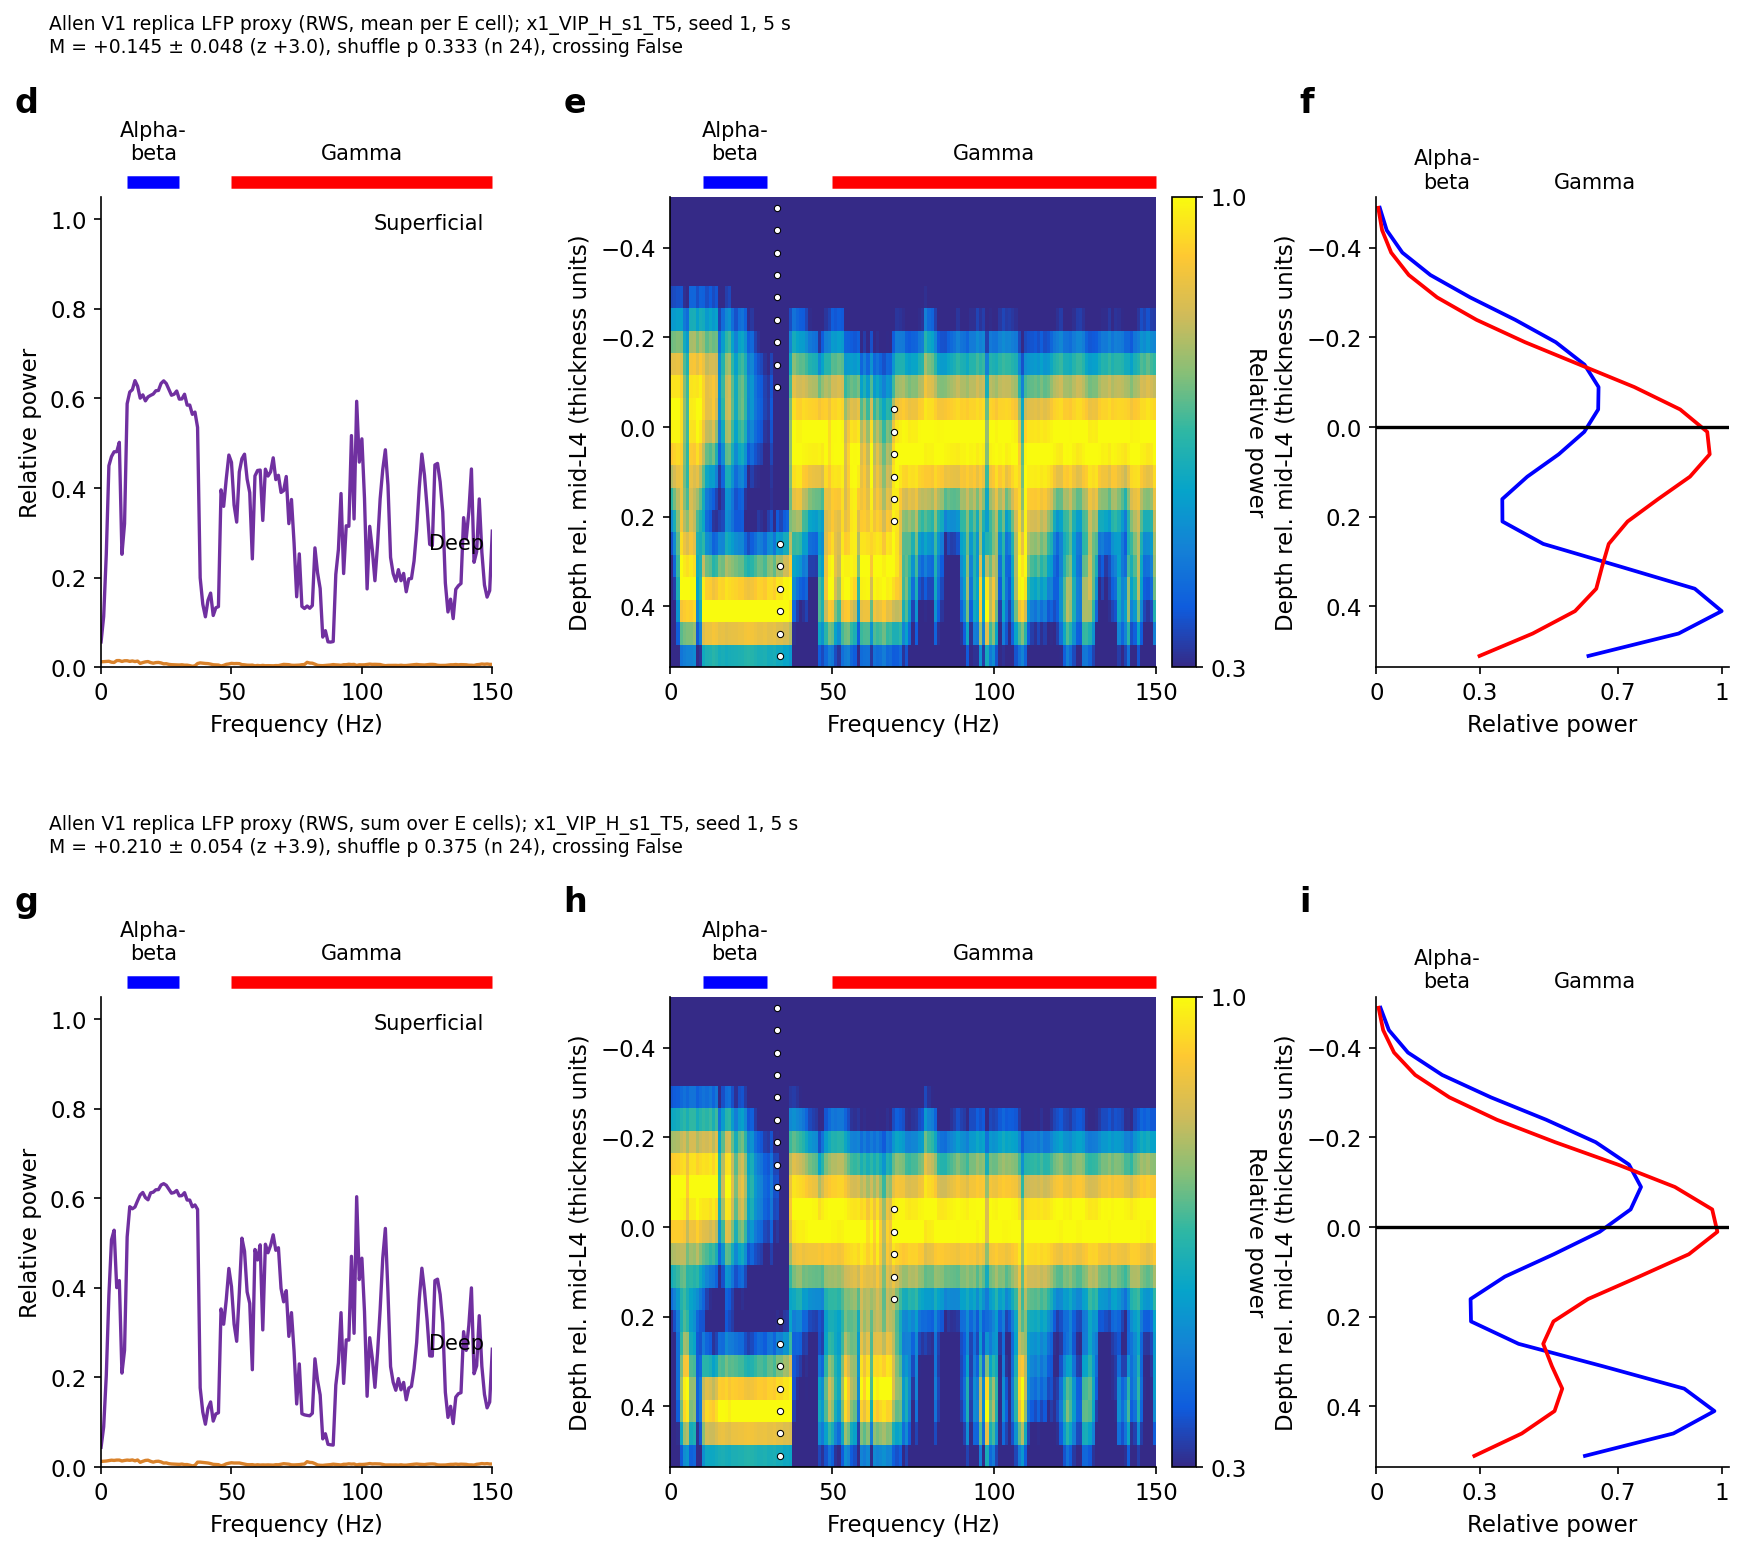 Allen V1 replica LFP proxy (RWS, mean per E cell); x1_VIP_H_s1_T5, seed 1, 5 s
M = +0.145 ± 0.048 (z +3.0), shuffle p 0.333 (n 24), crossing False
d
Alpha-
beta
Gamma
Superficial
Deep
Relative power
1.0
0.8
0.6
0.4
0.2
0.0
0
50
100
150
Frequency (Hz)
e
Alpha-
beta
Gamma
Depth rel. mid-L4 (thickness units)
−0.4
−0.2
0.0
0.2
0.4
0
50
100
150
Frequency (Hz)
1.0
0.3
Relative power
f
Alpha-
beta
Gamma
Depth rel. mid-L4 (thickness units)
−0.4
−0.2
0.0
0.2
0.4
0
0.3
0.7
1
Relative power
Allen V1 replica LFP proxy (RWS, sum over E cells); x1_VIP_H_s1_T5, seed 1, 5 s
M = +0.210 ± 0.054 (z +3.9), shuffle p 0.375 (n 24), crossing False
g
Alpha-
beta
Gamma
Superficial
Deep
Relative power
1.0
0.8
0.6
0.4
0.2
0.0
0
50
100
150
Frequency (Hz)
h
Alpha-
beta
Gamma
Depth rel. mid-L4 (thickness units)
−0.4
−0.2
0.0
0.2
0.4
0
50
100
150
Frequency (Hz)
1.0
0.3
Relative power
i
Alpha-
beta
Gamma
Depth rel. mid-L4 (thickness units)
−0.4
−0.2
0.0
0.2
0.4
0
0.3
0.7
1
Relative power